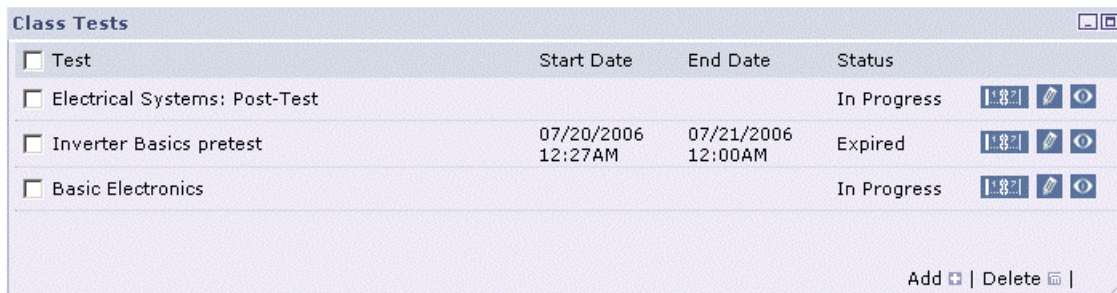 Class Tests
Test Start Date End Date Status
Electrical Systems: Post-Test In Progress
Inverter Basics pretest 07/20/2006 12:27AM 07/21/2006 12:00AM Expired
Basic Electronics In Progress
Add | Delete |